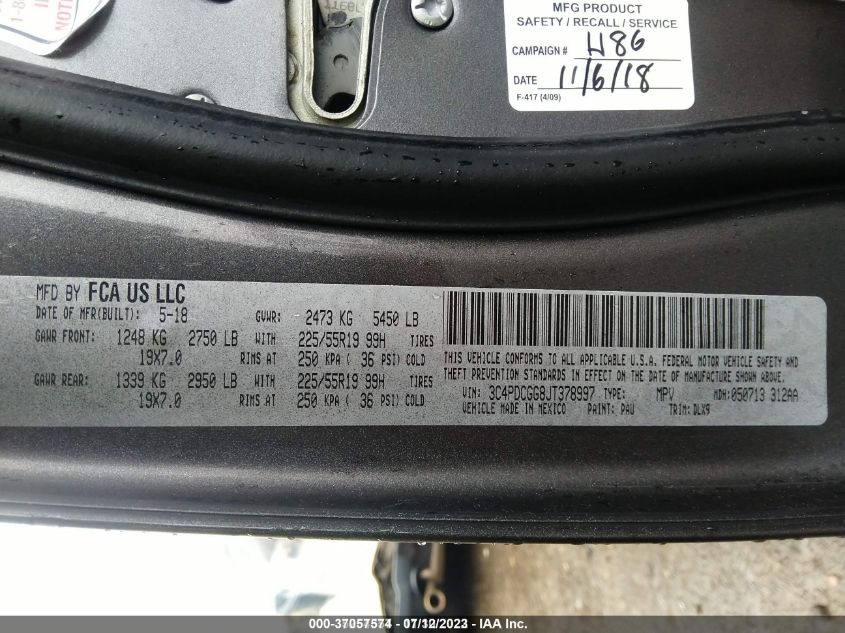 1-8
NOTI
1168L
MFG PRODUCT
SAFETY / RECALL / SERVICE
CAMPAIGN # U86
DATE 11/6/18
F-417 (4/09)
MFD BY FCA US LLC
DATE OF MFR(BUILT): 5-18 GVWR: 2473 KG 5450 LB
GAWR FRONT: 1248 KG 2750 LB WITH 225/55R19 99H TIRES
19X7.0 RIMS AT 250 KPA ( 36 PSI) COLD
GAWR REAR: 1339 KG 2950 LB WITH 225/55R19 99H TIRES
19X7.0 RIMS AT 250 KPA ( 36 PSI) COLD
THIS VEHICLE CONFORMS TO ALL APPLICABLE U.S.A. FEDERAL MOTOR VEHICLE SAFETY AND
THEFT PREVENTION STANDARDS IN EFFECT ON THE DATE OF MANUFACTURE SHOWN ABOVE.
VIN: 3C4PDCGG8JT378997 TYPE: MPV MDH: 050713 312AA
VEHICLE MADE IN MEXICO PAINT: PAU TRIM: DLX9
000-37057574 - 07/12/2023 - IAA Inc.